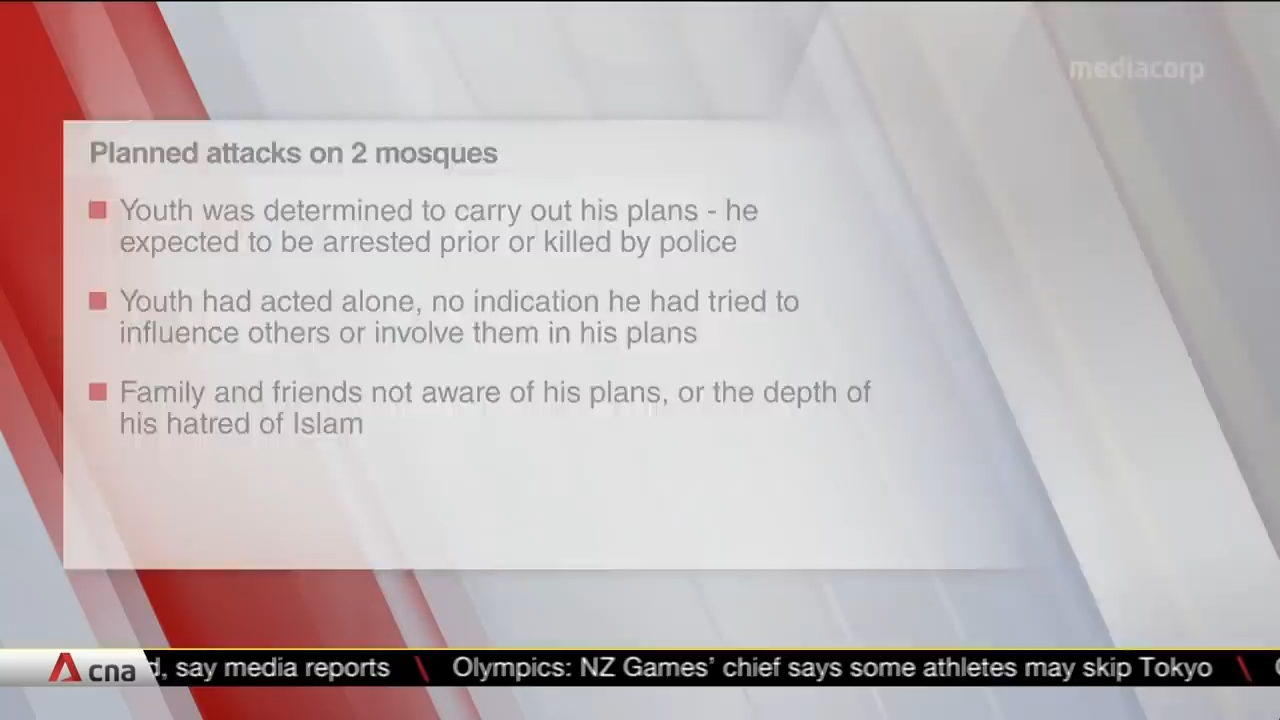 mediacorp
Planned attacks on 2 mosques
Youth was determined to carry out his plans - he
expected to be arrested prior or killed by police
Youth had acted alone, no indication he had tried to
influence others or involve them in his plans
Family and friends not aware of his plans, or the depth of
his hatred of Islam
cna
, say media reports \ Olympics: NZ Games' chief says some athletes may skip Tokyo \